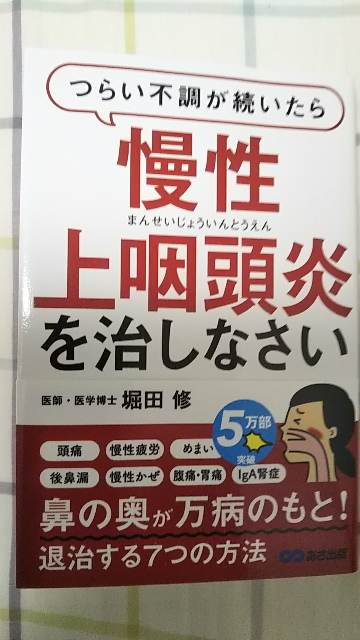 つらい不調が続いたら
慢性
まんせいじょういんとうえん
上咽頭炎
を治しなさい
医師・医学博士 堀田 修
5万部
突破
頭痛 慢性疲労 めまい
後鼻漏 慢性かぜ 腹痛・胃痛 IgA腎症
鼻の奥が万病のもと!
退治する7つの方法
あさ出版